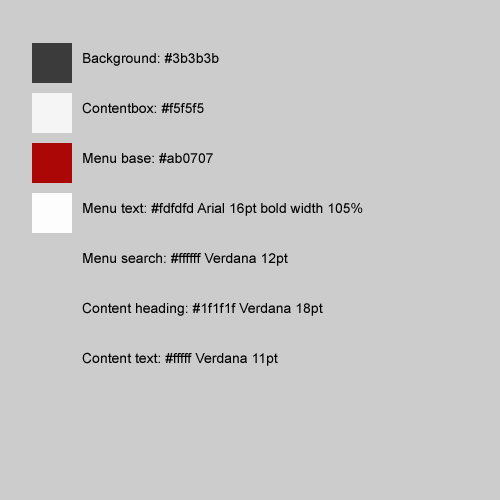 Background: #3b3b3b
Contentbox: #f5f5f5
Menu base: #ab0707
Menu text: #fdfdfd Arial 16pt bold width 105%
Menu search: #ffffff Verdana 12pt
Content heading: #1f1f1f Verdana 18pt
Content text: #fffff Verdana 11pt